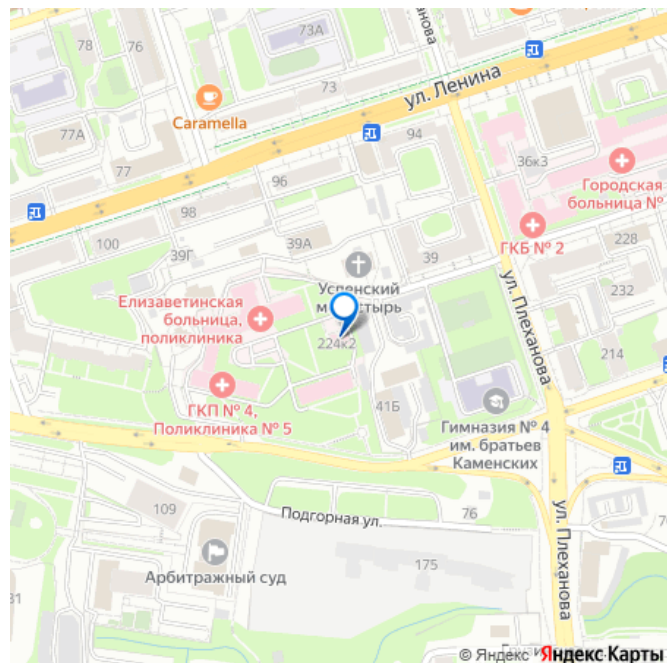 78
76
73А
ул. Ленина
73
Caramella
77А
94
77
36к3
96
Городская
больница №
98
ГКБ № 2
100
39А
39Г
39
228
Успенский
монастырь
ул. Плеханова
232
Елизаветинская
больница,
поликлиника
224к2
214
ГКП № 4,
Поликлиника № 5
41Б
Гимназия № 4
им. братьев
Каменских
109
Подгорная ул.
76
175
Арбитражный суд
ул. Плеханова
© Яндекс Яндекс Карты